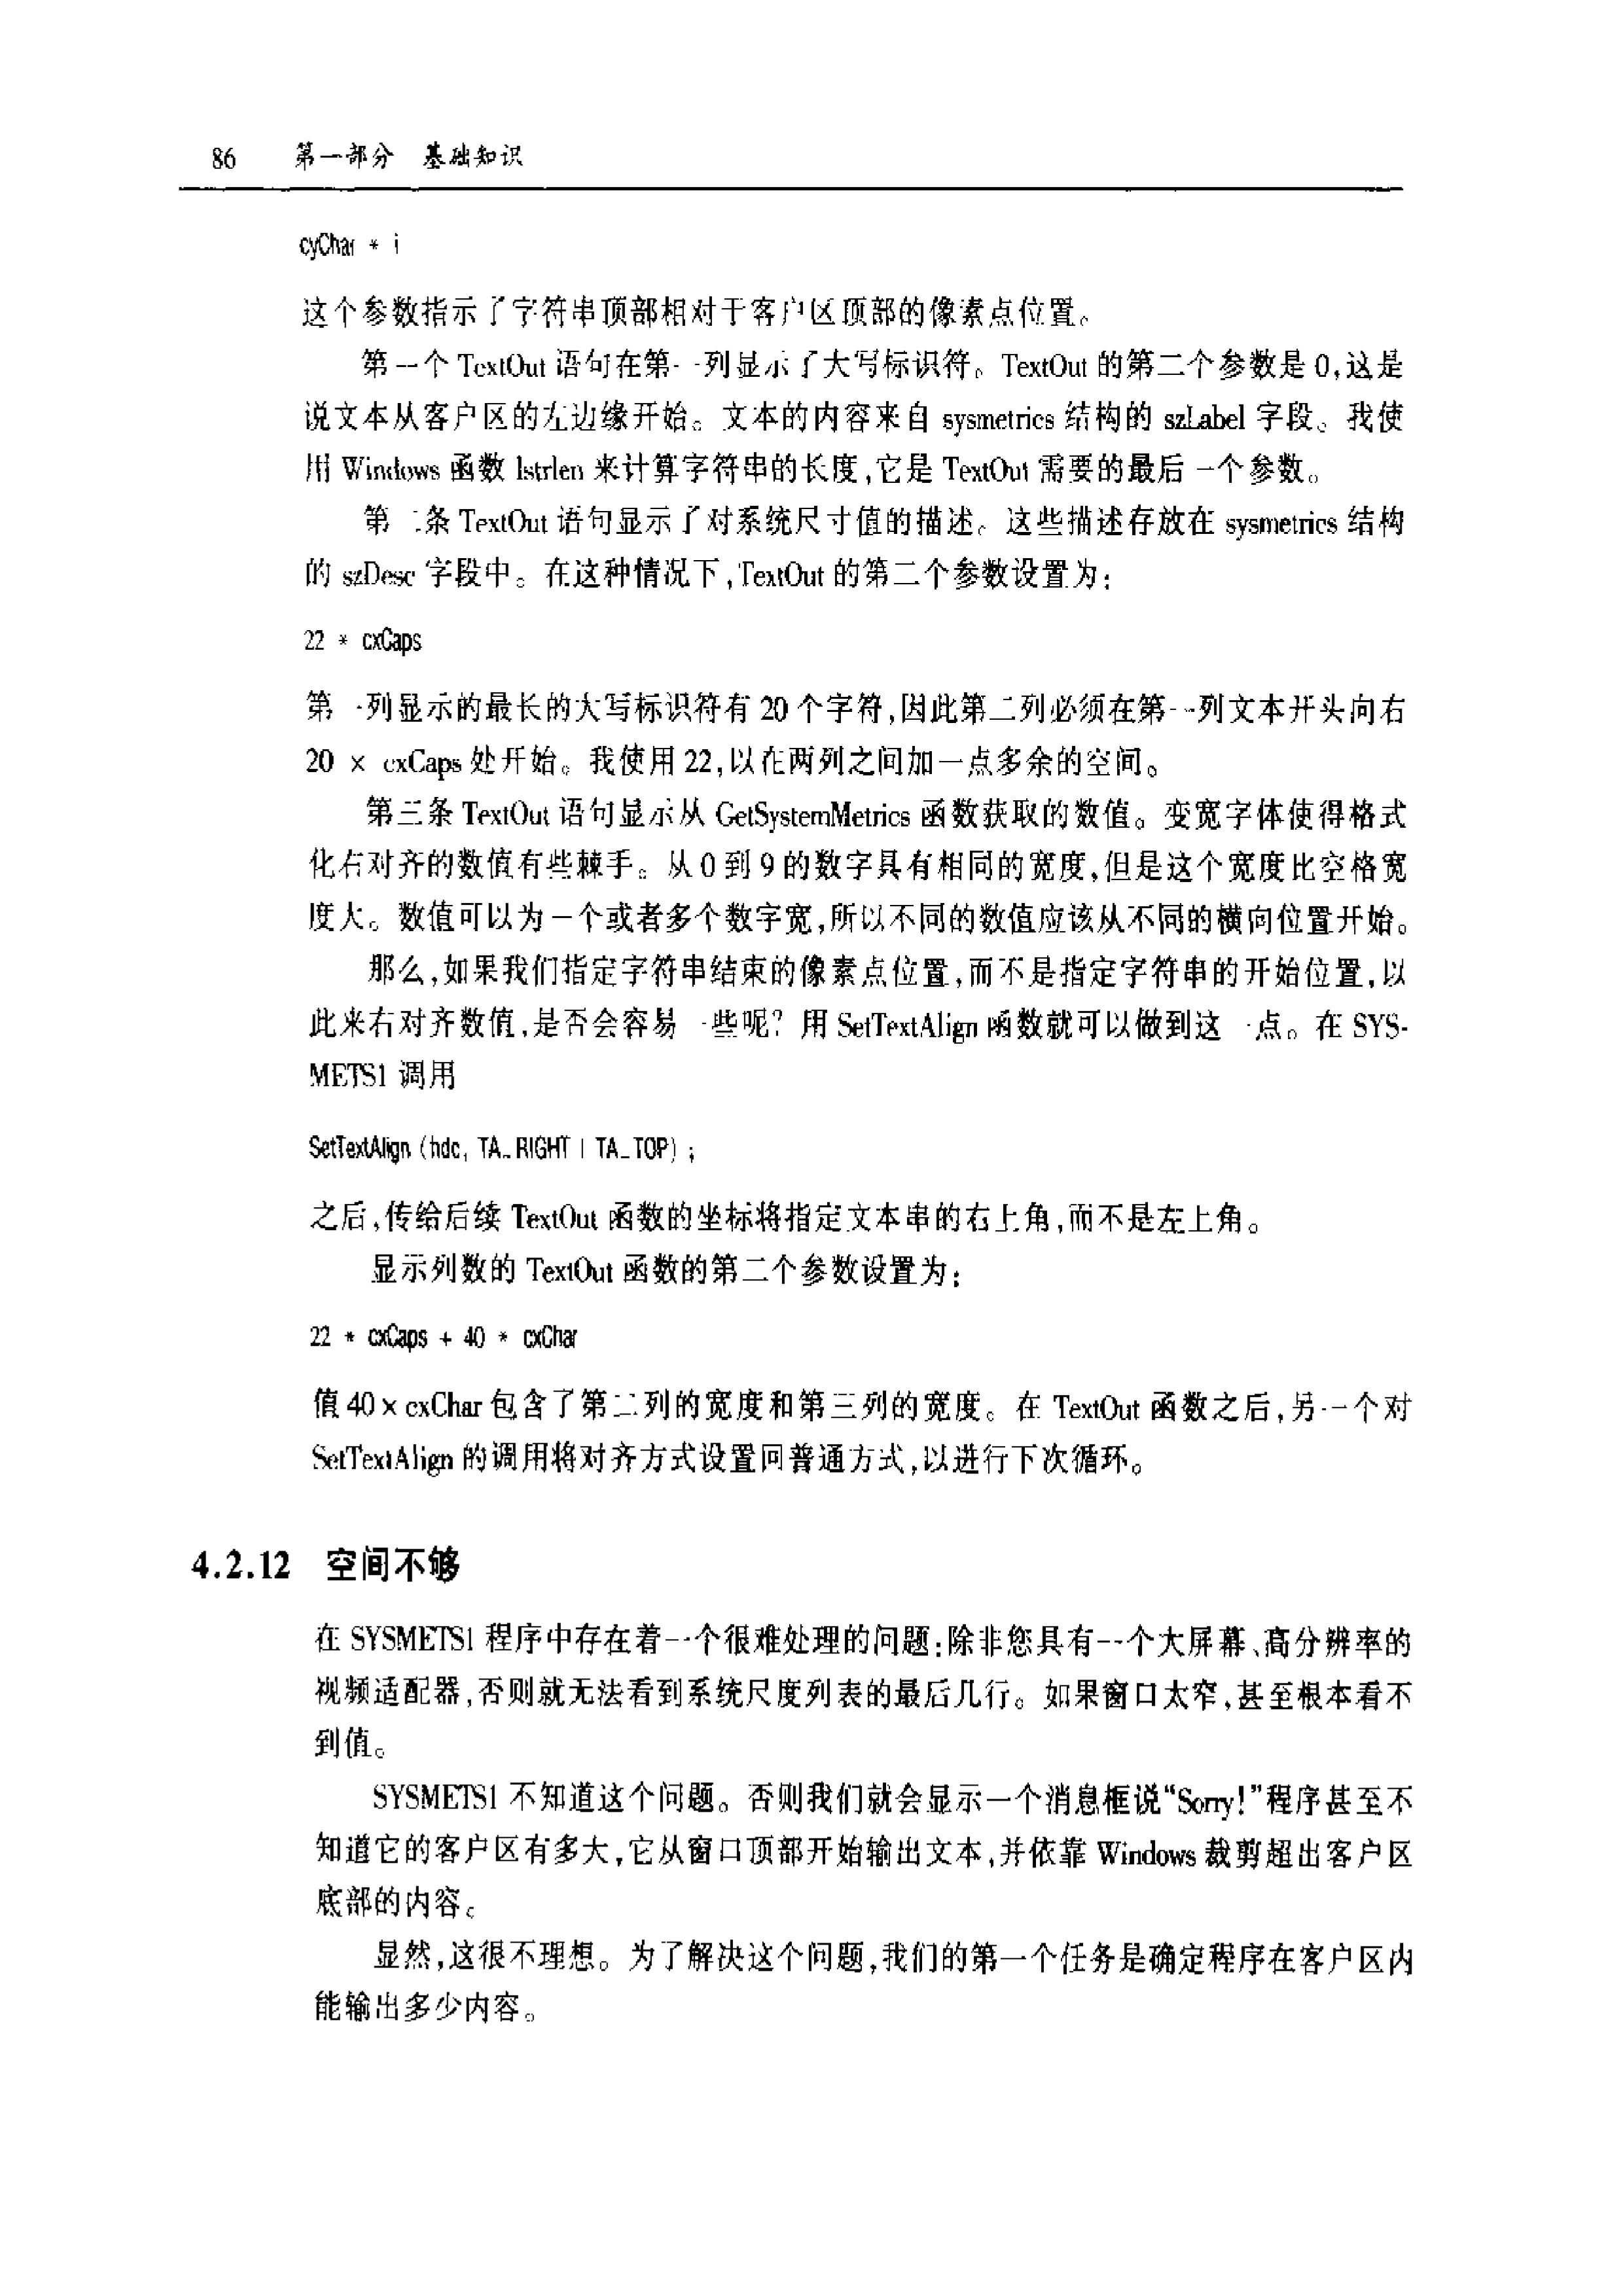 86 第一部分 基础知识
cyChar * i
这个参数指示了字符串顶部相对于客户区顶部的像素点位置。
第一个 TextOut 语句在第一列显示了大写标识符。TextOut 的第二个参数是 0,这是
说文本从客户区的左边缘开始。文本的内容来自 sysmetrics 结构的 szLabel 字段。我使
用 Windows 函数 lstrlen 来计算字符串的长度,它是 TextOut 需要的最后一个参数。
第二条 TextOut 语句显示了对系统尺寸值的描述。这些描述存放在 sysmetrics 结构
的 szDesc 字段中。在这种情况下,TextOut 的第二个参数设置为:
22 * cxCaps
第一列显示的最长的大写标识符有 20 个字符,因此第二列必须在第一列文本开头向右
20 × cxCaps 处开始。我使用 22,以在两列之间加一点多余的空间。
第三条 TextOut 语句显示从 GetSystemMetrics 函数获取的数值。变宽字体使得格式
化右对齐的数值有些棘手。从 0 到 9 的数字具有相同的宽度,但是这个宽度比空格宽
度大。数值可以为一个或者多个数字宽,所以不同的数值应该从不同的横向位置开始。
那么,如果我们指定字符串结束的像素点位置,而不是指定字符串的开始位置,以
此来右对齐数值,是否会容易一些呢？用 SetTextAlign 函数就可以做到这一点。在 SYS-
METS1 调用
SetTextAlign (hdc, TA_RIGHT | TA_TOP) ;
之后,传给后续 TextOut 函数的坐标将指定文本串的右上角,而不是左上角。
显示列数的 TextOut 函数的第二个参数设置为:
22 * cxCaps + 40 * cxChar
值 40 × cxChar 包含了第二列的宽度和第三列的宽度。在 TextOut 函数之后,另一个对
SetTextAlign 的调用将对齐方式设置回普通方式,以进行下次循环。
4.2.12 空间不够
在 SYSMETS1 程序中存在着一个很难处理的问题:除非您具有一个大屏幕、高分辨率的
视频适配器,否则就无法看到系统尺度列表的最后几行。如果窗口太窄,甚至根本看不
到值。
SYSMETS1 不知道这个问题。否则我们就会显示一个消息框说“Sorry!”程序甚至不
知道它的客户区有多大,它从窗口顶部开始输出文本,并依靠 Windows 裁剪超出客户区
底部的内容。
显然,这很不理想。为了解决这个问题,我们的第一个任务是确定程序在客户区内
能输出多少内容。